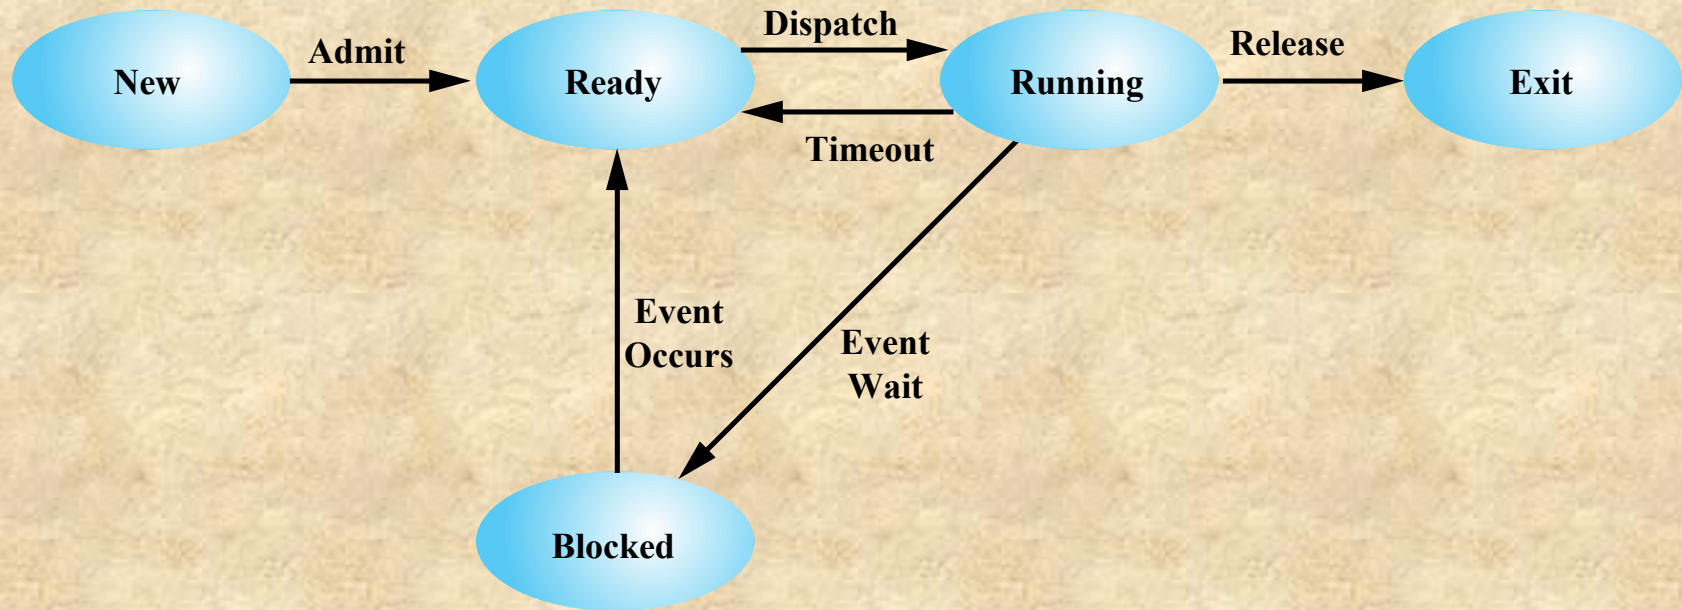 New
Admit
Ready
Dispatch
Timeout
Running
Release
Exit
Event
Occurs
Event
Wait
Blocked